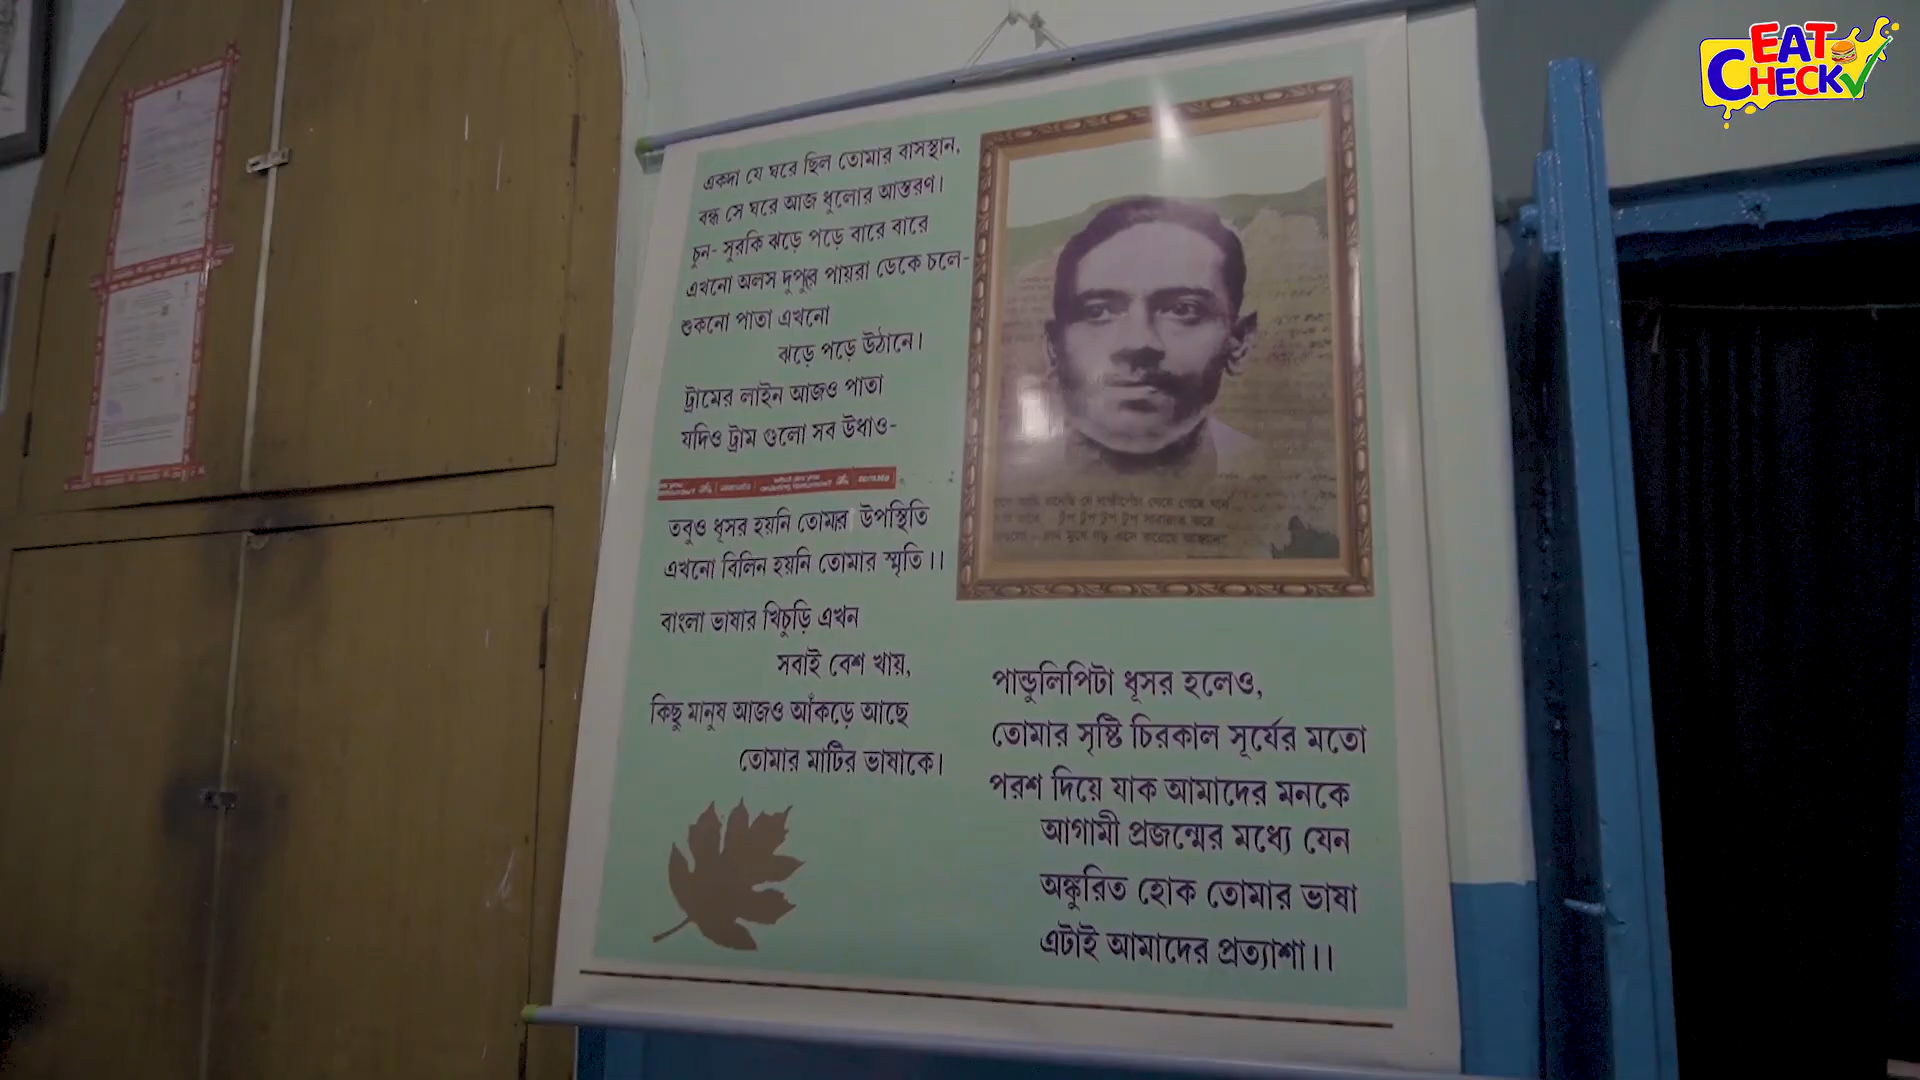 EAT
CHECK
একদা যে ঘরে ছিল তোমার বাসস্থান,
বন্ধ সে ঘরে আজ ধুলোর আস্তরণ।
চুন- সুরকি ঝড়ে পড়ে বারে বারে
এখনো অলস দুপুর পায়রা ডেকে চলে-
শুকনো পাতা এখনো
ঝড়ে পড়ে উঠানে।
ট্রামের লাইন আজও পাতা
যদিও ট্রাম গুলো সব উধাও-
তবুও ধূসর হয়নি তোমার উপস্থিতি
এখনো বিলিন হয়নি তোমার স্মৃতি।।
বাংলা ভাষার খিচুড়ি এখন
সবাই বেশ খায়,
কিছু মানুষ আজও আঁকড়ে আছে
তোমার মাটির ভাষাকে।
পান্ডুলিপিটা ধূসর হলেও,
তোমার সৃষ্টি চিরকাল সূর্যের মতো
পরশ দিয়ে যাক আমাদের মনকে
আগামী প্রজন্মের মধ্যে যেন
অঙ্কুরিত হোক তোমার ভাষা
এটাই আমাদের প্রত্যাশা।।